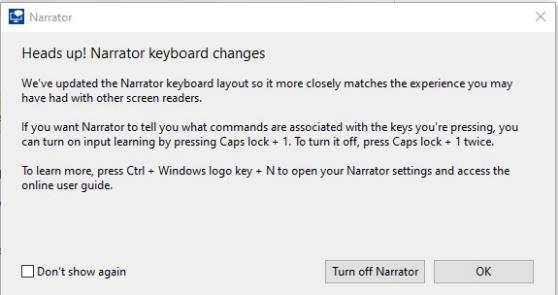 Narrator
Heads up! Narrator keyboard changes
We've updated the Narrator keyboard layout so it more closely matches the experience you may
have had with other screen readers.
If you want Narrator to tell you what commands are associated with the keys you're pressing, you
can turn on input learning by pressing Caps lock + 1. To turn it off, press Caps lock + 1 twice.
To learn more, press Ctrl + Windows logo key + N to open your Narrator settings and access the
online user guide.
Don't show again
Turn off Narrator
OK